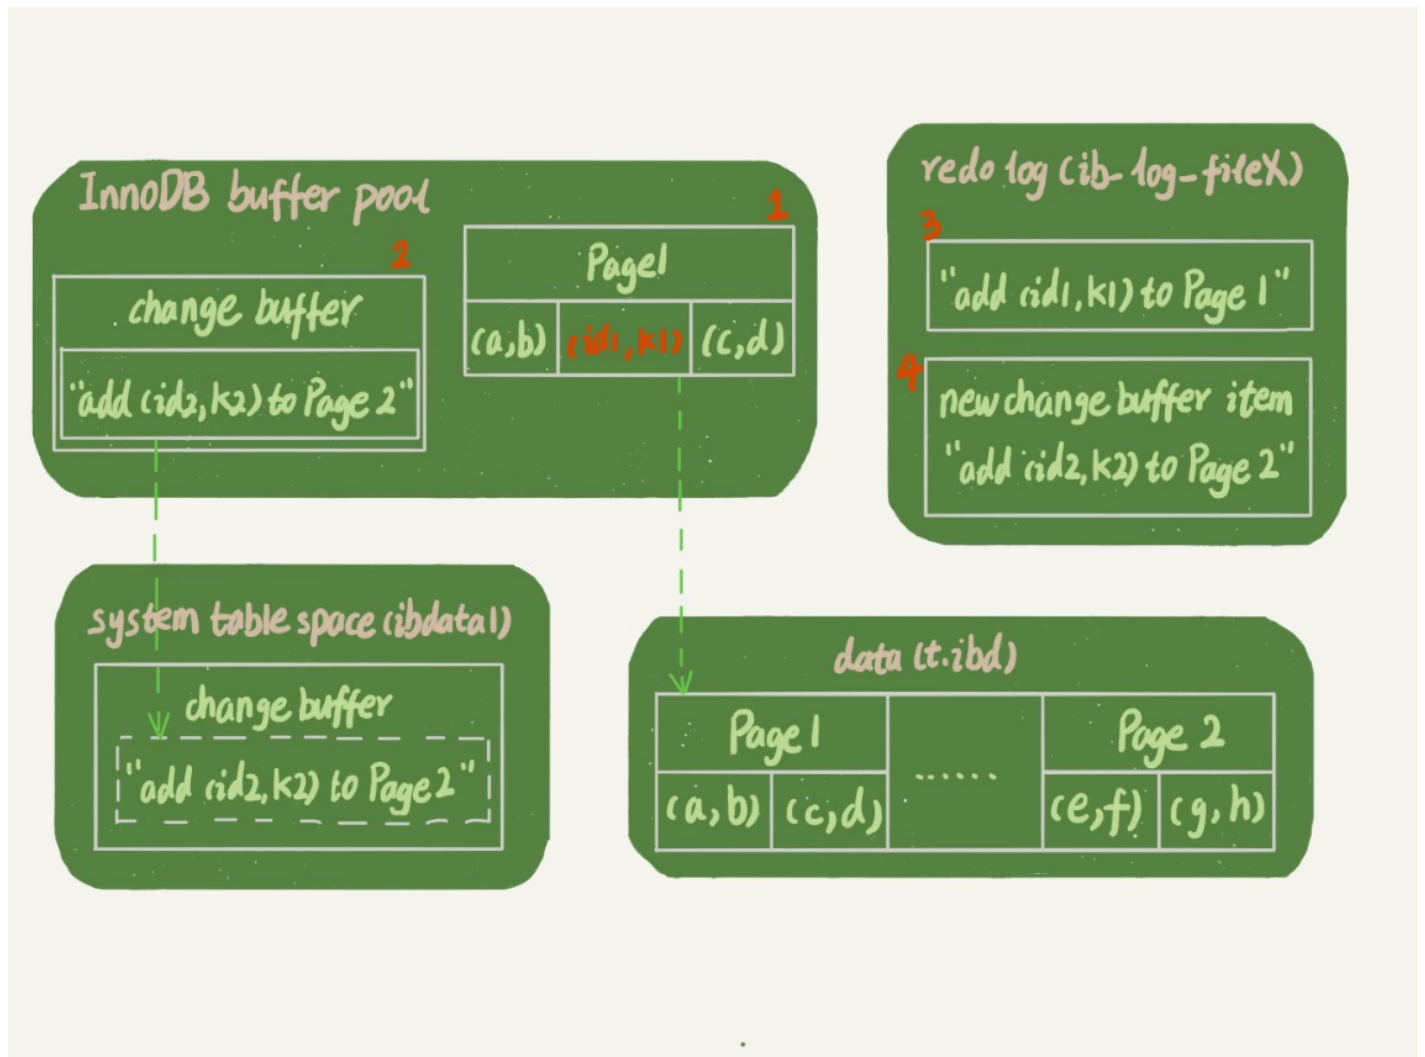 InnoDB buffer pool
1
2
Page1
change buffer
(a,b)
(id1,k1)
(c,d)
"add (id2,k2) to Page 2"
redo log (ib-log-fileX)
3
"add (id1,k1) to Page 1"
4
new change buffer item
"add (id2,k2) to Page 2"
system table space (ibdata1)
change buffer
"add (id2,k2) to Page 2"
data (t.ibd)
Page 1
......
Page 2
(a,b)
(c,d)
(e,f)
(g,h)